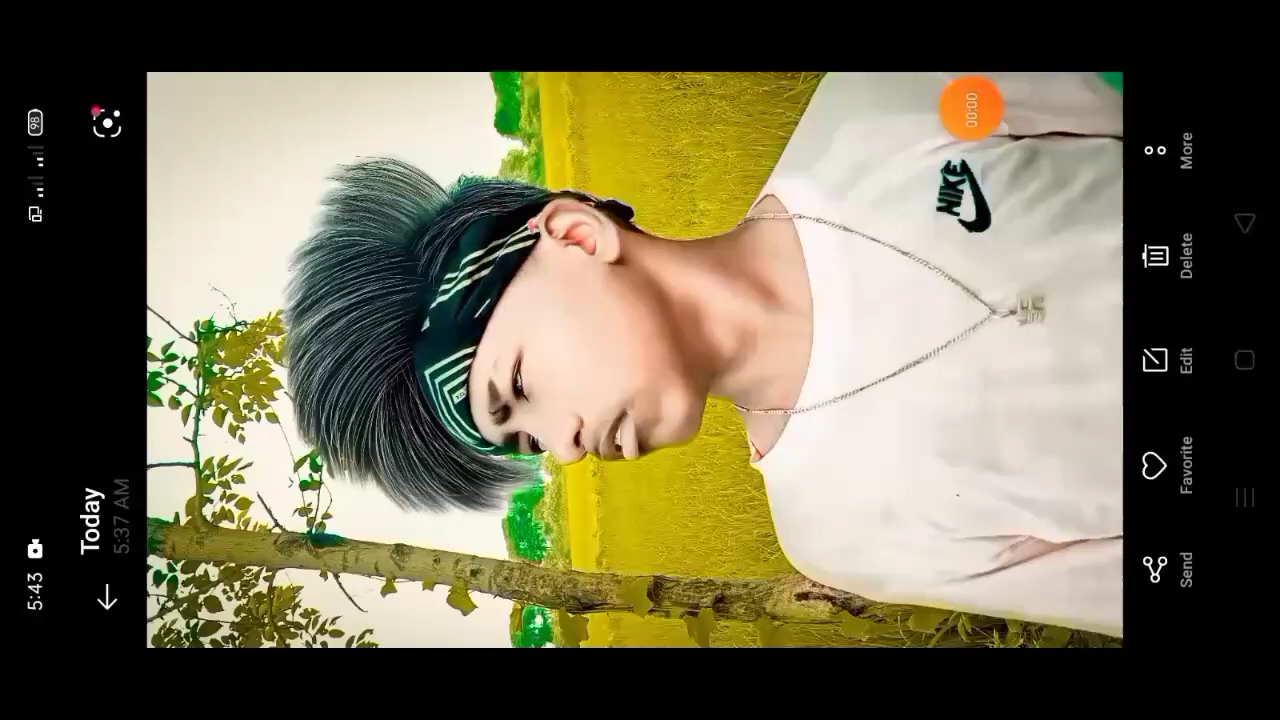 5:43
98
Today
5:37 AM
00:00
NIKE
Send
Favorite
Edit
Delete
More